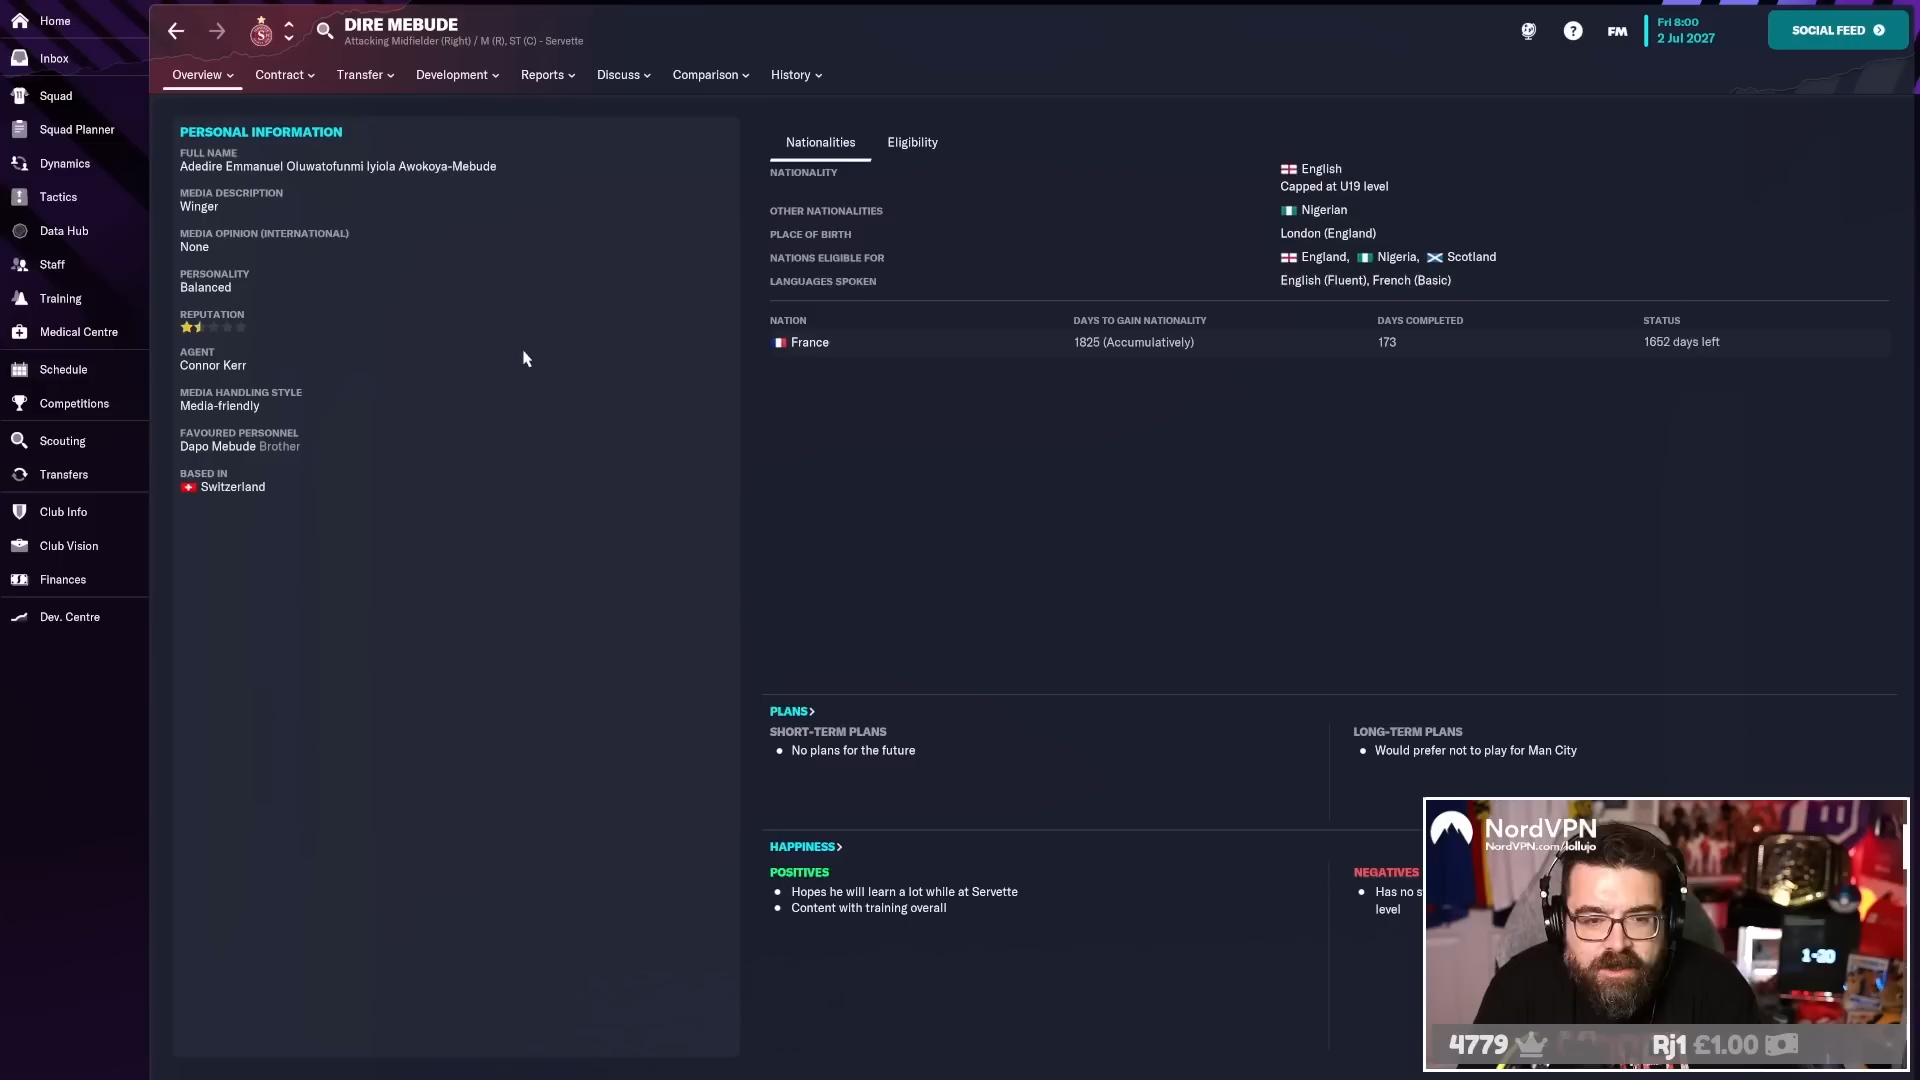 Home
Inbox
Squad
Squad Planner
Dynamics
Tactics
Data Hub
Staff
Training
Medical Centre
Schedule
Competitions
Scouting
Transfers
Club Info
Club Vision
Finances
Dev. Centre
DIRE MEBUDE
Attacking Midfielder (Right) / M (R), ST (C) - Servette
FM
Fri 8:00
2 Jul 2027
SOCIAL FEED
Overview
Contract
Transfer
Development
Reports
Discuss
Comparison
History
PERSONAL INFORMATION
FULL NAME
Adedire Emmanuel Oluwatofunmi Iyiola Awokoya-Mebude
MEDIA DESCRIPTION
Winger
MEDIA OPINION (INTERNATIONAL)
None
PERSONALITY
Balanced
REPUTATION
AGENT
Connor Kerr
MEDIA HANDLING STYLE
Media-friendly
FAVOURED PERSONNEL
Dapo Mebude Brother
BASED IN
Switzerland
Nationalities
Eligibility
NATIONALITY
English
Capped at U19 level
OTHER NATIONALITIES
Nigerian
PLACE OF BIRTH
London (England)
NATIONS ELIGIBLE FOR
England, Nigeria, Scotland
LANGUAGES SPOKEN
English (Fluent), French (Basic)
NATION DAYS TO GAIN NATIONALITY DAYS COMPLETED STATUS
France 1825 (Accumulatively) 173 1652 days left
PLANS
SHORT-TERM PLANS
No plans for the future
LONG-TERM PLANS
Would prefer not to play for Man City
HAPPINESS
POSITIVES
Hopes he will learn a lot while at Servette
Content with training overall
NEGATIVES
Has no
level
NordVPN
NordVPN.com/lollujo
1-20
4779
Rj1 £1.00